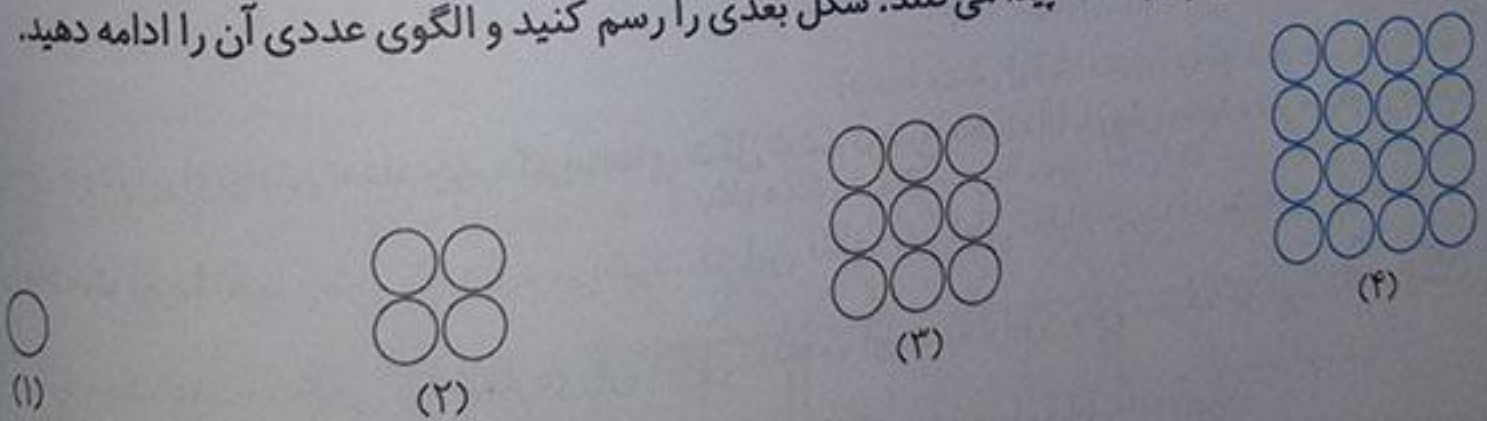 شکل بعدی را رسم کنید و الگوی عددی آن را ادامه دهید.
(۱)
(۲)
(۳)
(۴)